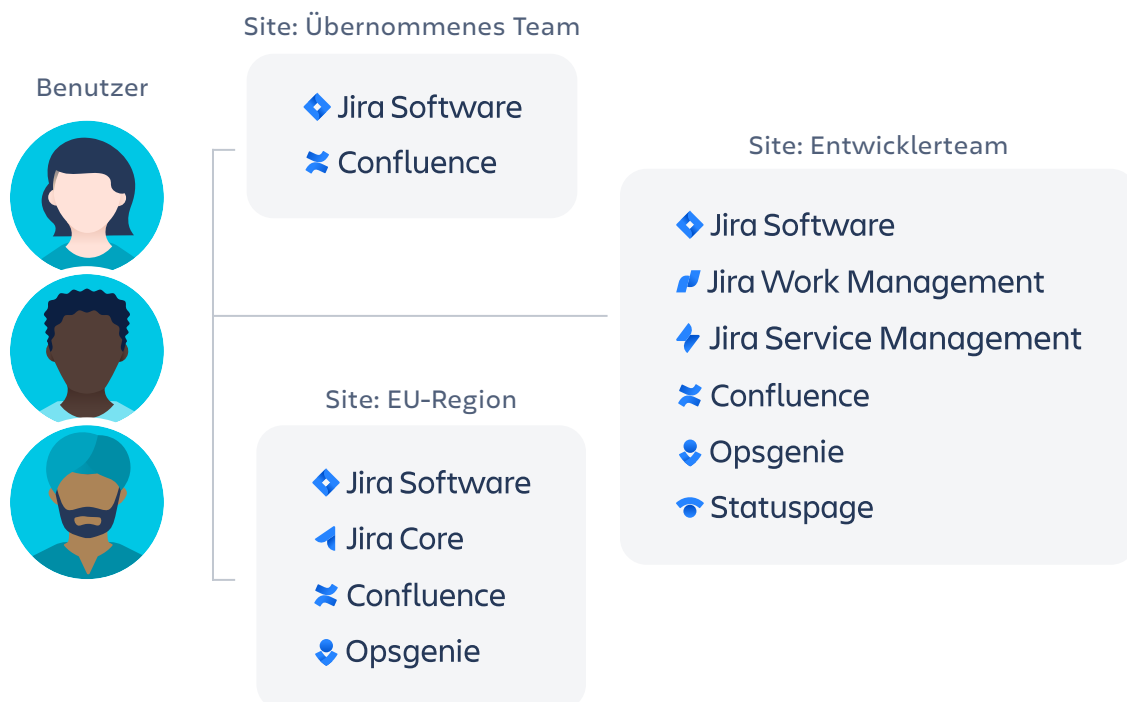 Benutzer
Site: Übernommenes Team
Jira Software
Confluence
Site: EU-Region
Jira Software
Jira Core
Confluence
Opsgenie
Site: Entwicklerteam
Jira Software
Jira Work Management
Jira Service Management
Confluence
Opsgenie
Statuspage